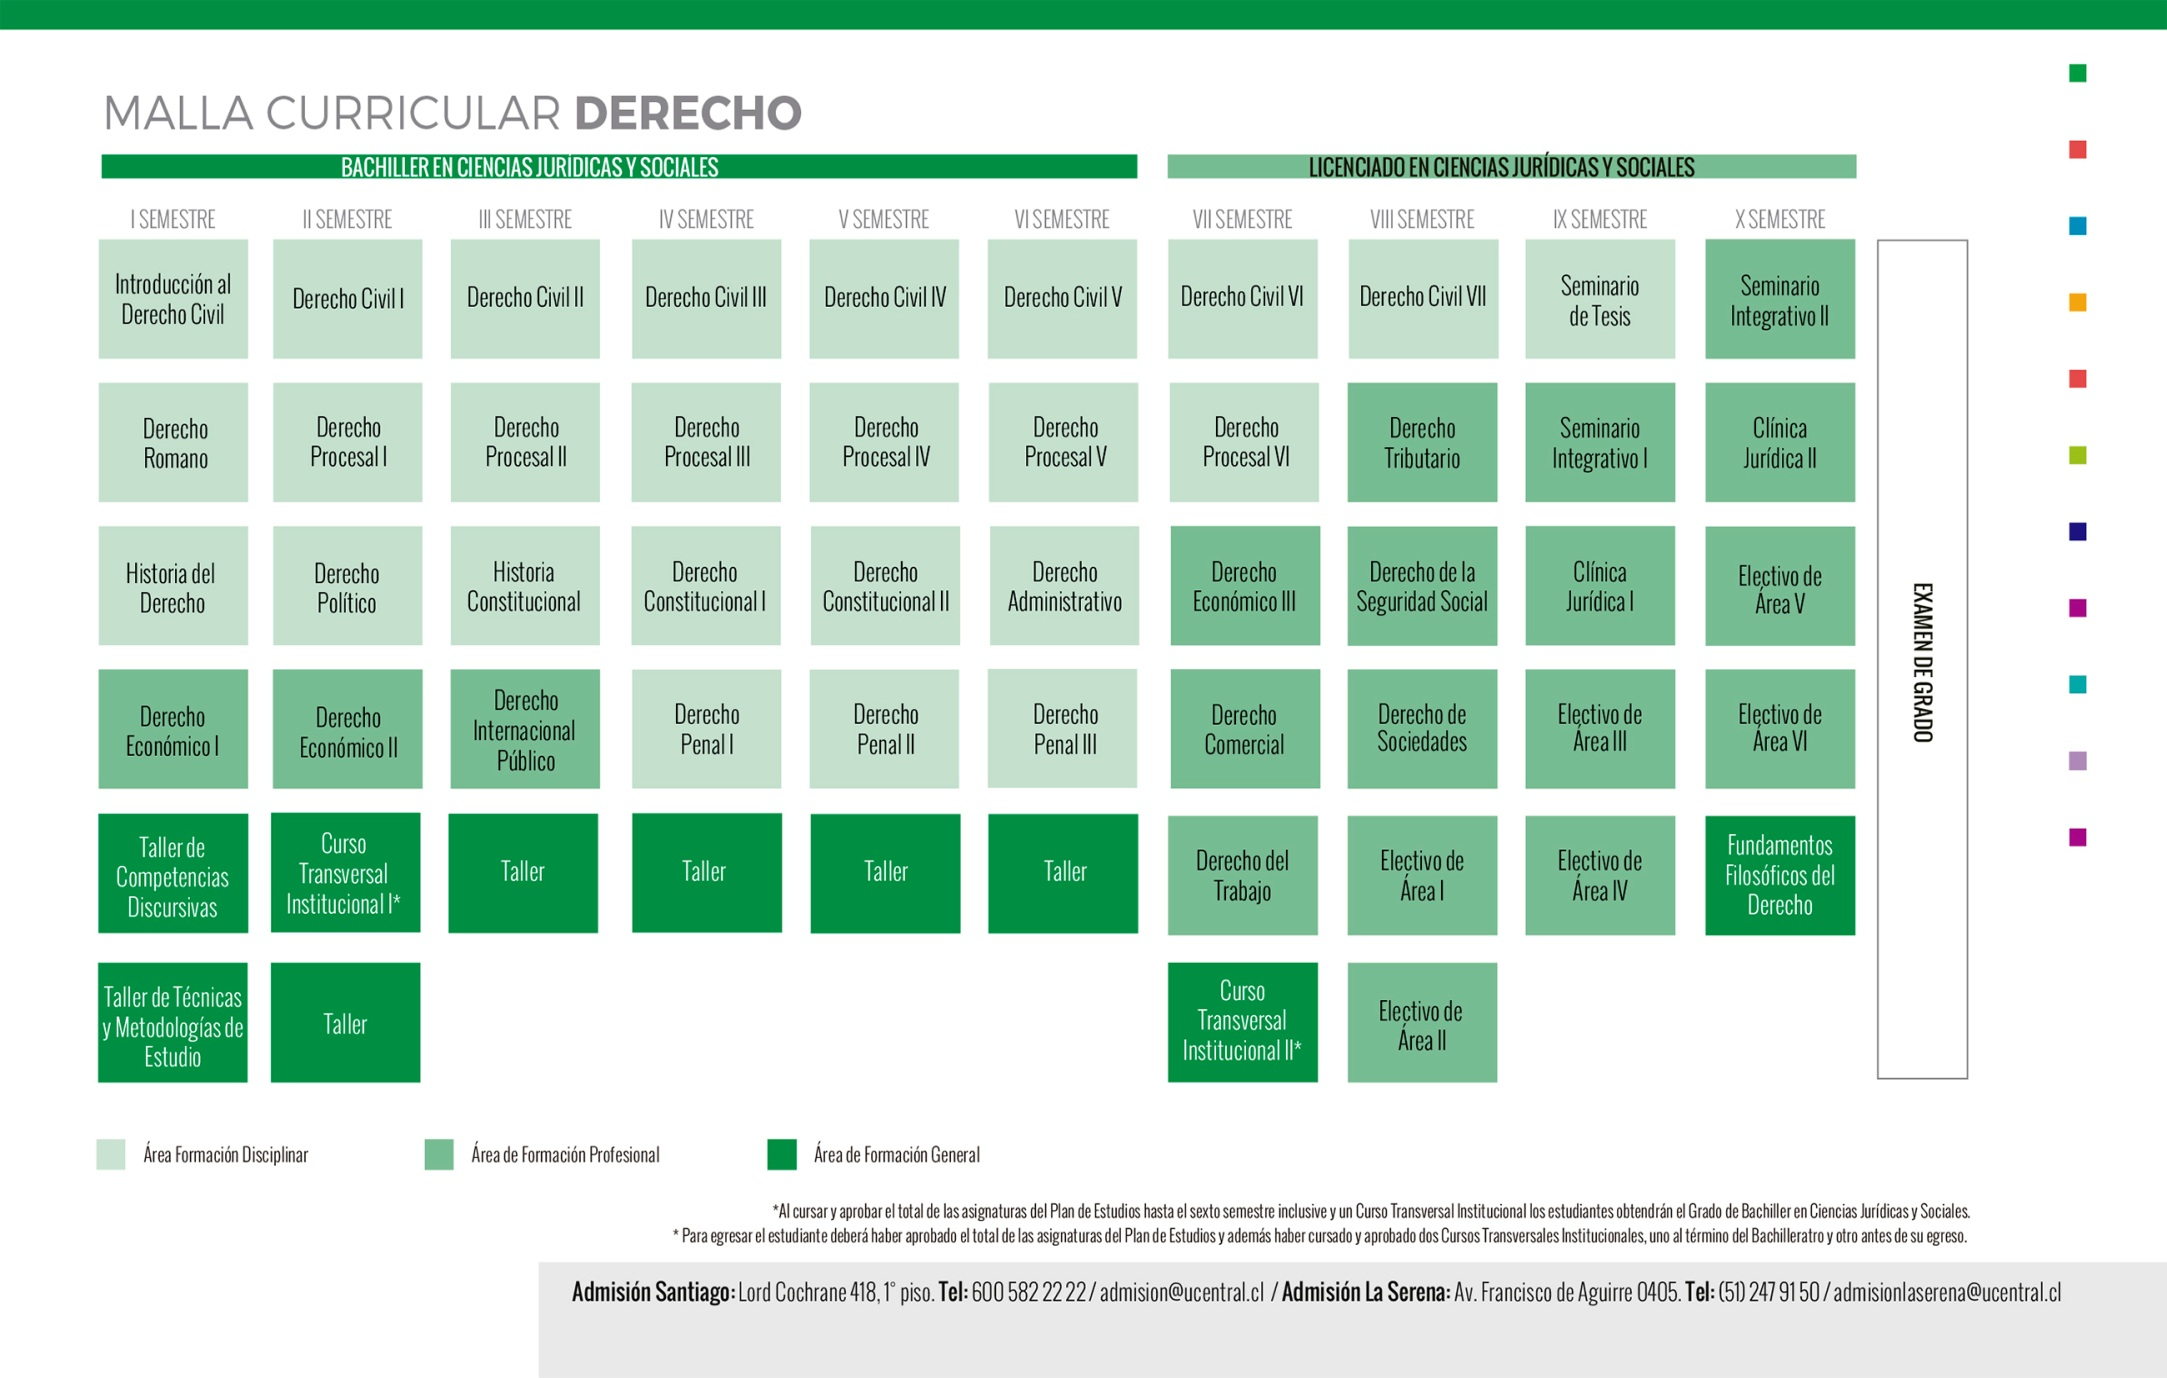 MALLA CURRICULAR DERECHO
BACHILLER EN CIENCIAS JURÍDICAS Y SOCIALES
LICENCIADO EN CIENCIAS JURÍDICAS Y SOCIALES
I SEMESTRE
II SEMESTRE
III SEMESTRE
IV SEMESTRE
V SEMESTRE
VI SEMESTRE
VII SEMESTRE
VIII SEMESTRE
IX SEMESTRE
X SEMESTRE
Introducción al
Derecho Civil
Derecho Civil I
Derecho Civil II
Derecho Civil III
Derecho Civil IV
Derecho Civil V
Derecho Civil VI
Derecho Civil VII
Seminario
de Tesis
Seminario
Integrativo II
Derecho
Romano
Derecho
Procesal I
Derecho
Procesal II
Derecho
Procesal III
Derecho
Procesal IV
Derecho
Procesal V
Derecho
Procesal VI
Derecho
Tributario
Seminario
Integrativo I
Clínica
Jurídica II
Historia del
Derecho
Derecho
Político
Historia
Constitucional
Derecho
Constitucional I
Derecho
Constitucional II
Derecho
Administrativo
Derecho
Económico III
Derecho de la
Seguridad Social
Clínica
Jurídica I
Electivo de
Área V
Derecho
Económico I
Derecho
Económico II
Derecho
Internacional
Público
Derecho
Penal I
Derecho
Penal II
Derecho
Penal III
Derecho
Comercial
Derecho de
Sociedades
Electivo de
Área III
Electivo de
Área VI
Taller de
Competencias
Discursivas
Curso
Transversal
Institucional I*
Taller
Taller
Taller
Taller
Derecho del
Trabajo
Electivo de
Área I
Electivo de
Área IV
Fundamentos
Filosóficos del
Derecho
Taller de Técnicas
y Metodologías de
Estudio
Taller
Curso
Transversal
Institucional II*
Electivo de
Área II
EXAMEN DE GRADO
Área Formación Disciplinar
Área de Formación Profesional
Área de Formación General
*Al cursar y aprobar el total de las asignaturas del Plan de Estudios hasta el sexto semestre inclusive y un Curso Transversal Institucional los estudiantes obtendrán el Grado de Bachiller en Ciencias Jurídicas y Sociales.
* Para egresar el estudiante deberá haber aprobado el total de las asignaturas del Plan de Estudios y además haber cursado y aprobado dos Cursos Transversales Institucionales, uno al término del Bachilleratro y otro antes de su egreso.
Admisión Santiago: Lord Cochrane 418, 1° piso. Tel: 600 582 22 22 / admision@ucentral.cl / Admisión La Serena: Av. Francisco de Aguirre 0405. Tel: (51) 247 91 50 / admisionlaserena@ucentral.cl